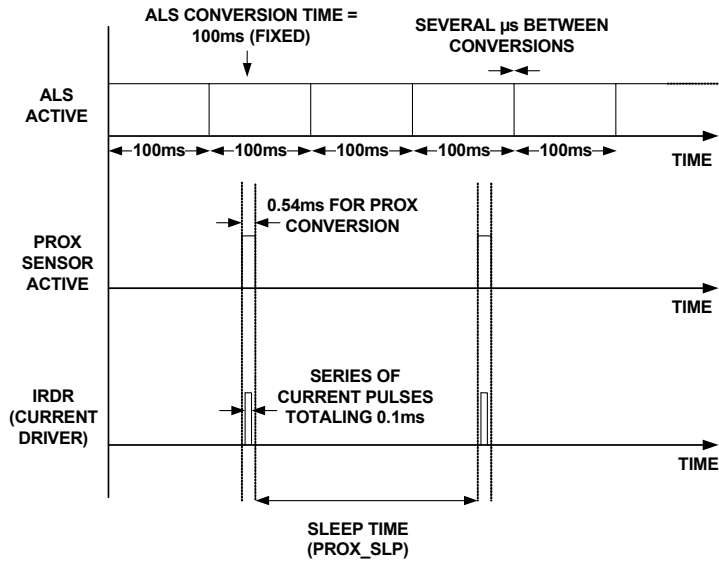 ALS CONVERSION TIME =
100ms (FIXED)
SEVERAL µs BETWEEN
CONVERSIONS
ALS
ACTIVE
100ms
100ms
100ms
100ms
100ms
TIME
0.54ms FOR PROX
CONVERSION
PROX
SENSOR
ACTIVE
TIME
SERIES OF
CURRENT PULSES
TOTALING 0.1ms
IRDR
(CURRENT
DRIVER)
TIME
SLEEP TIME
(PROX_SLP)